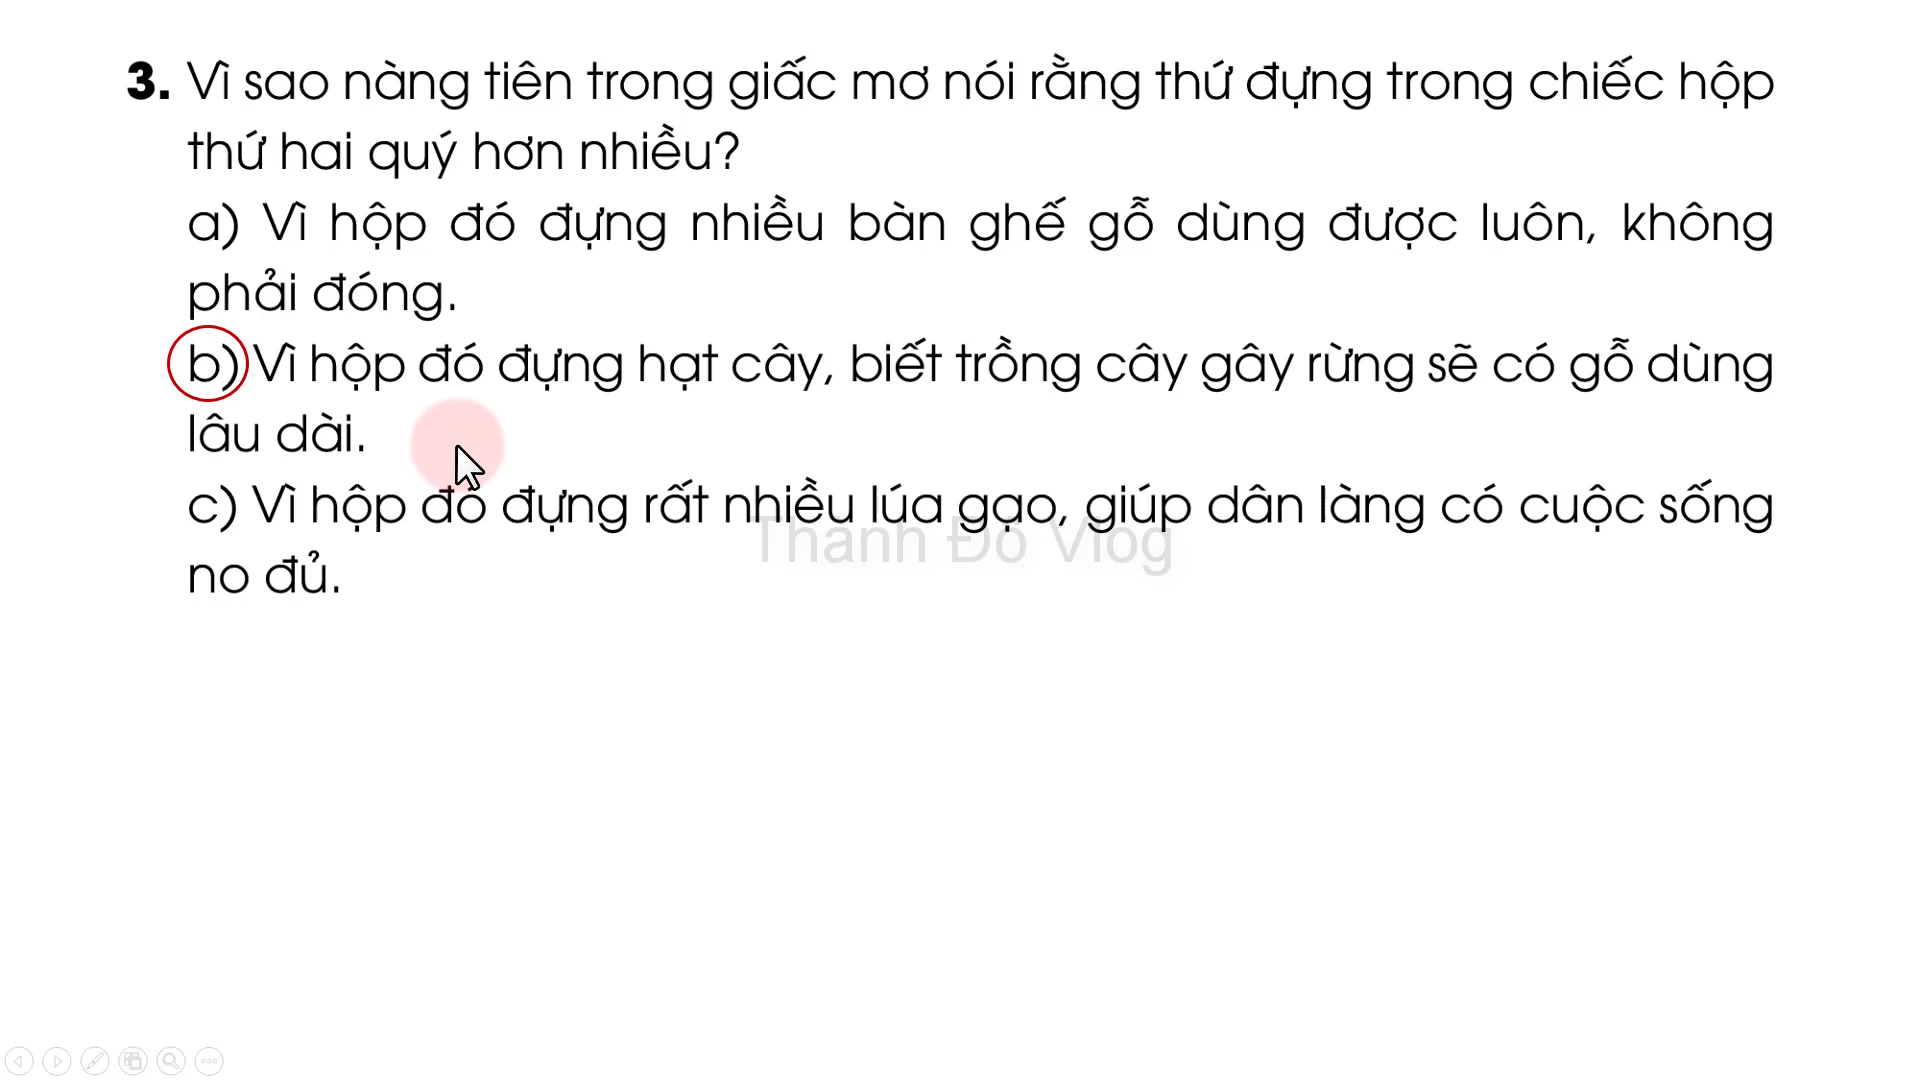 3. Vì sao nàng tiên trong giấc mơ nói rằng thứ đựng trong chiếc hộp
thứ hai quý hơn nhiều?
a) Vì hộp đó đựng nhiều bàn ghế gỗ dùng được luôn, không
phải đóng.
b) Vì hộp đó đựng hạt cây, biết trồng cây gây rừng sẽ có gỗ dùng
lâu dài.
c) Vì hộp đó đựng rất nhiều lúa gạo, giúp dân làng có cuộc sống
Thanh Đô Vlog
no đủ.